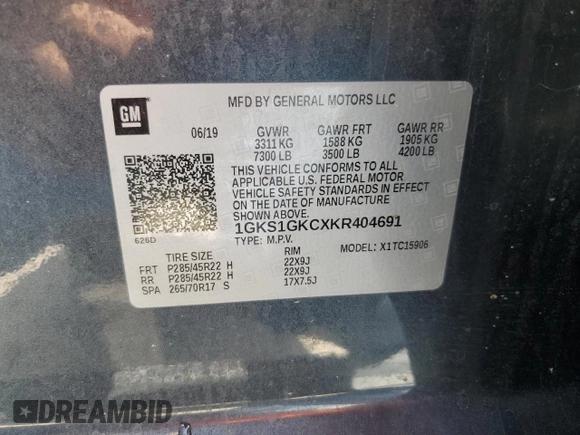 GM
MFD BY GENERAL MOTORS LLC
06/19 GVWR GAWR FRT GAWR RR
3311 KG 1588 KG 1905 KG
7300 LB 3500 LB 4200 LB
THIS VEHICLE CONFORMS TO ALL
APPLICABLE U.S. FEDERAL MOTOR
VEHICLE SAFETY STANDARDS IN EFFECT
ON THE DATE OF MANUFACTURE
SHOWN ABOVE.
626D
1GKS1GKCXKR404691
TYPE: M.P.V. MODEL: X1TC15906
TIRE SIZE RIM
FRT P285/45R22 H 22X9J
RR P285/45R22 H 22X9J
SPA 265/70R17 S 17X7.5J
DREAMBID